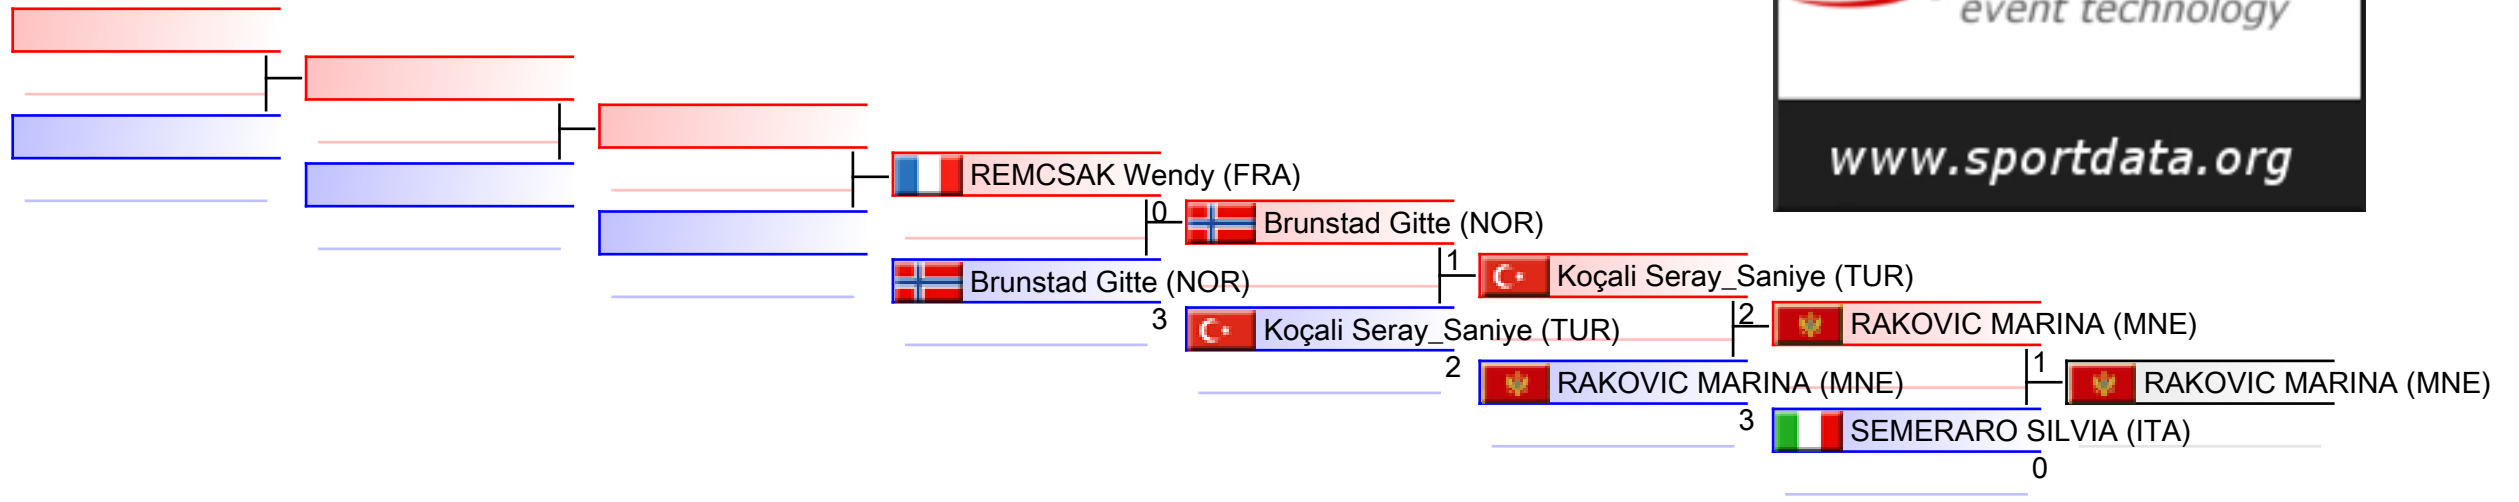 event technology
www.sportdata.org
REMCSAK Wendy (FRA)
0
Brunstad Gitte (NOR)
3
Brunstad Gitte (NOR)
1
Koçali Seray_Saniye (TUR)
2
Koçali Seray_Saniye (TUR)
2
RAKOVIC MARINA (MNE)
3
RAKOVIC MARINA (MNE)
1
SEMERARO SILVIA (ITA)
0
RAKOVIC MARINA (MNE)